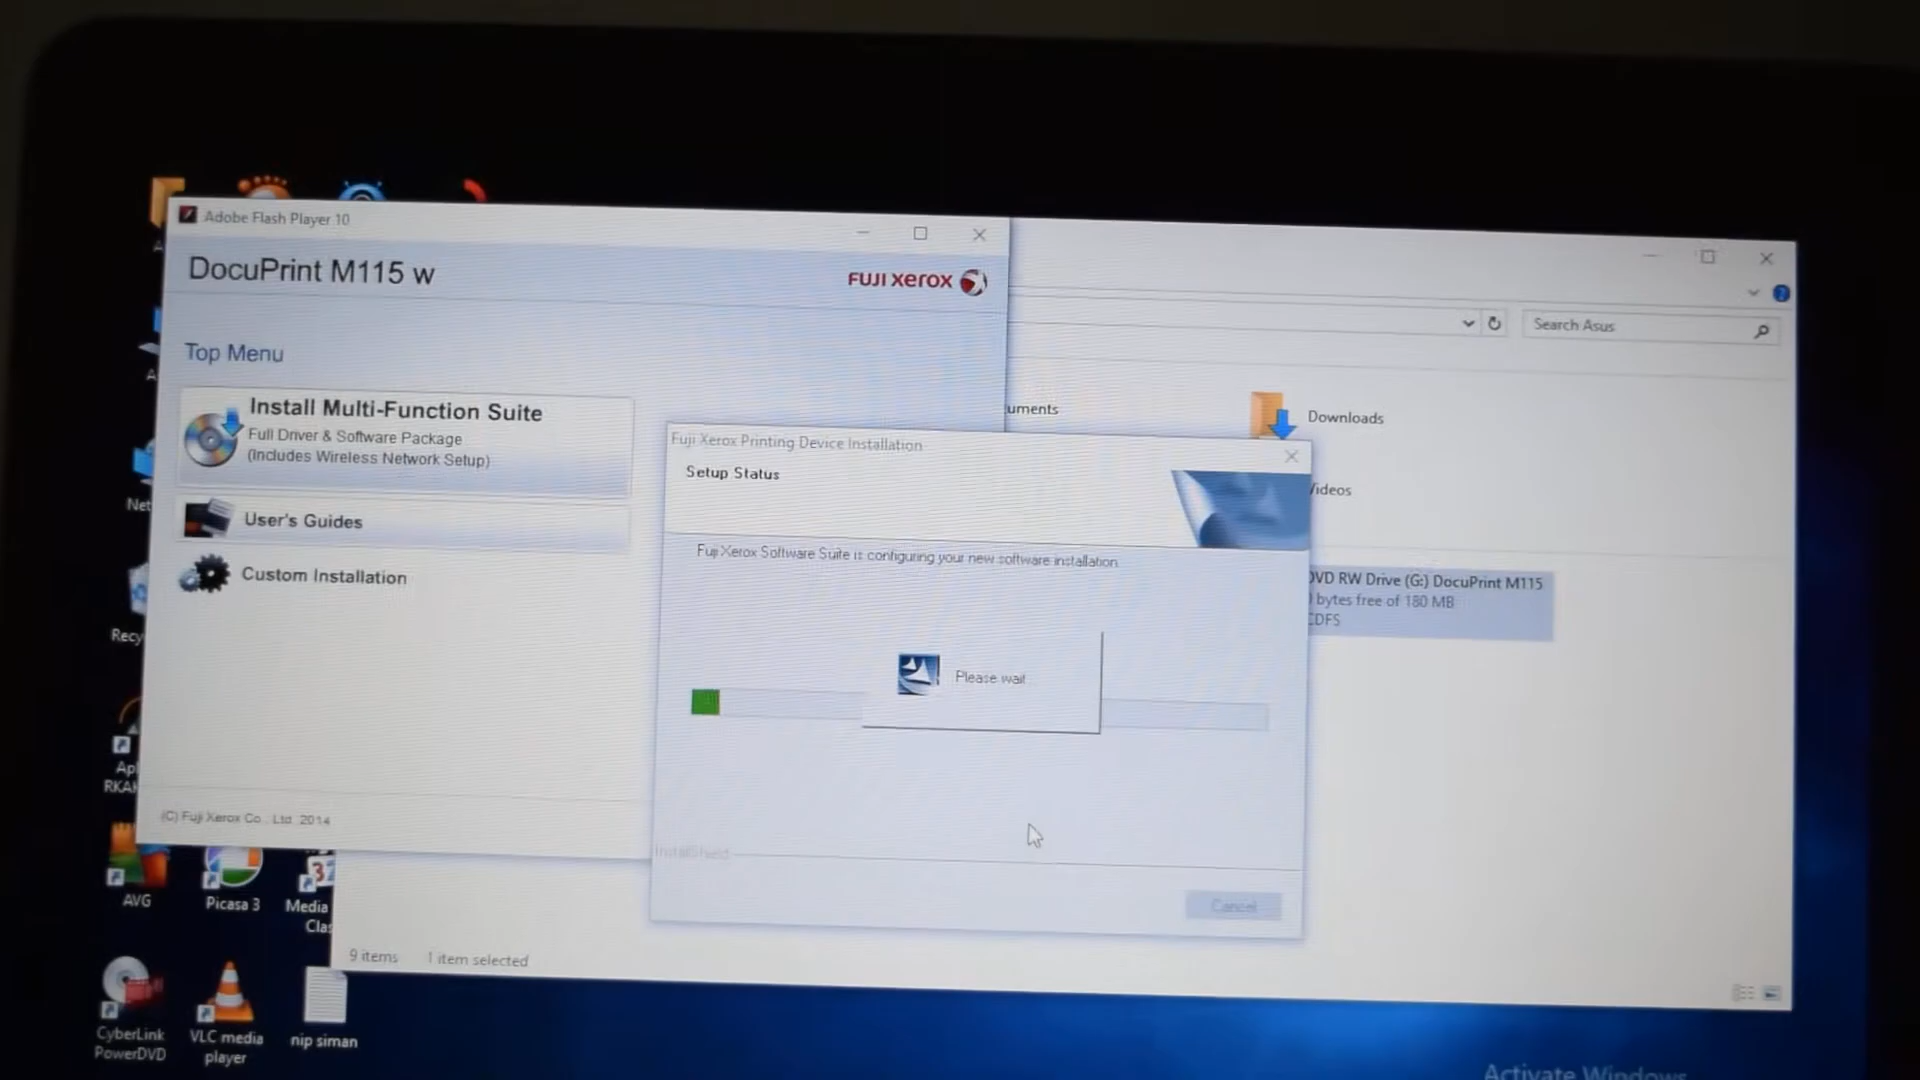 Adobe Flash Player 10
DocuPrint M115 w
FUJI xerox
Top Menu
Install Multi-Function Suite
Full Driver & Software Package
(Includes Wireless Network Setup)
User's Guides
Custom Installation
(C) Fuji Xerox Co., Ltd. 2014
Search Asus
uments
Downloads
Videos
DVD RW Drive (G:) DocuPrint M115
bytes free of 180 MB
CDFS
Fuji Xerox Printing Device Installation
Setup Status
Fuji Xerox Software Suite is configuring your new software installation.
Please wait
InstallShield
Cancel
9 items
1 item selected
Net
Recy
Apl
RKA
AVG
Picasa 3
Media
Cla
CyberLink
PowerDVD
VLC media
player
nip siman
Activate Windows